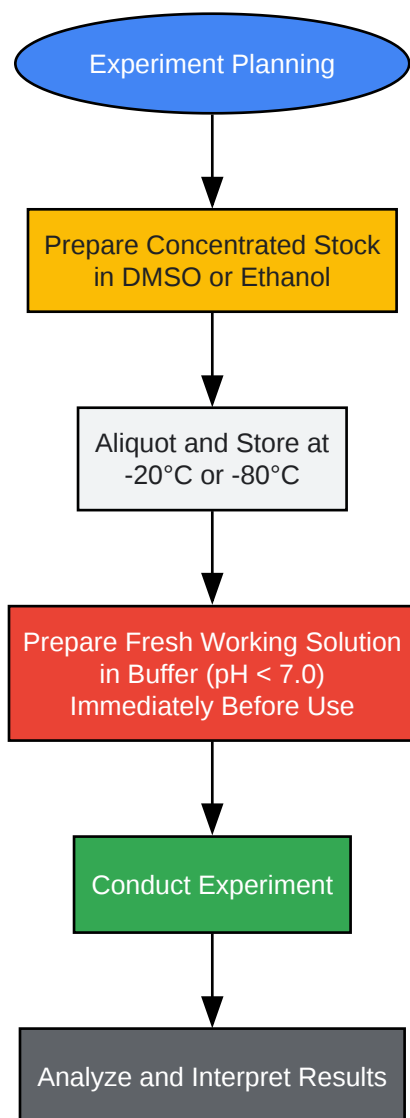 Experiment Planning
Prepare Concentrated Stock
in DMSO or Ethanol
Aliquot and Store at
-20°C or -80°C
Prepare Fresh Working Solution
in Buffer (pH < 7.0)
Immediately Before Use
Conduct Experiment
Analyze and Interpret Results